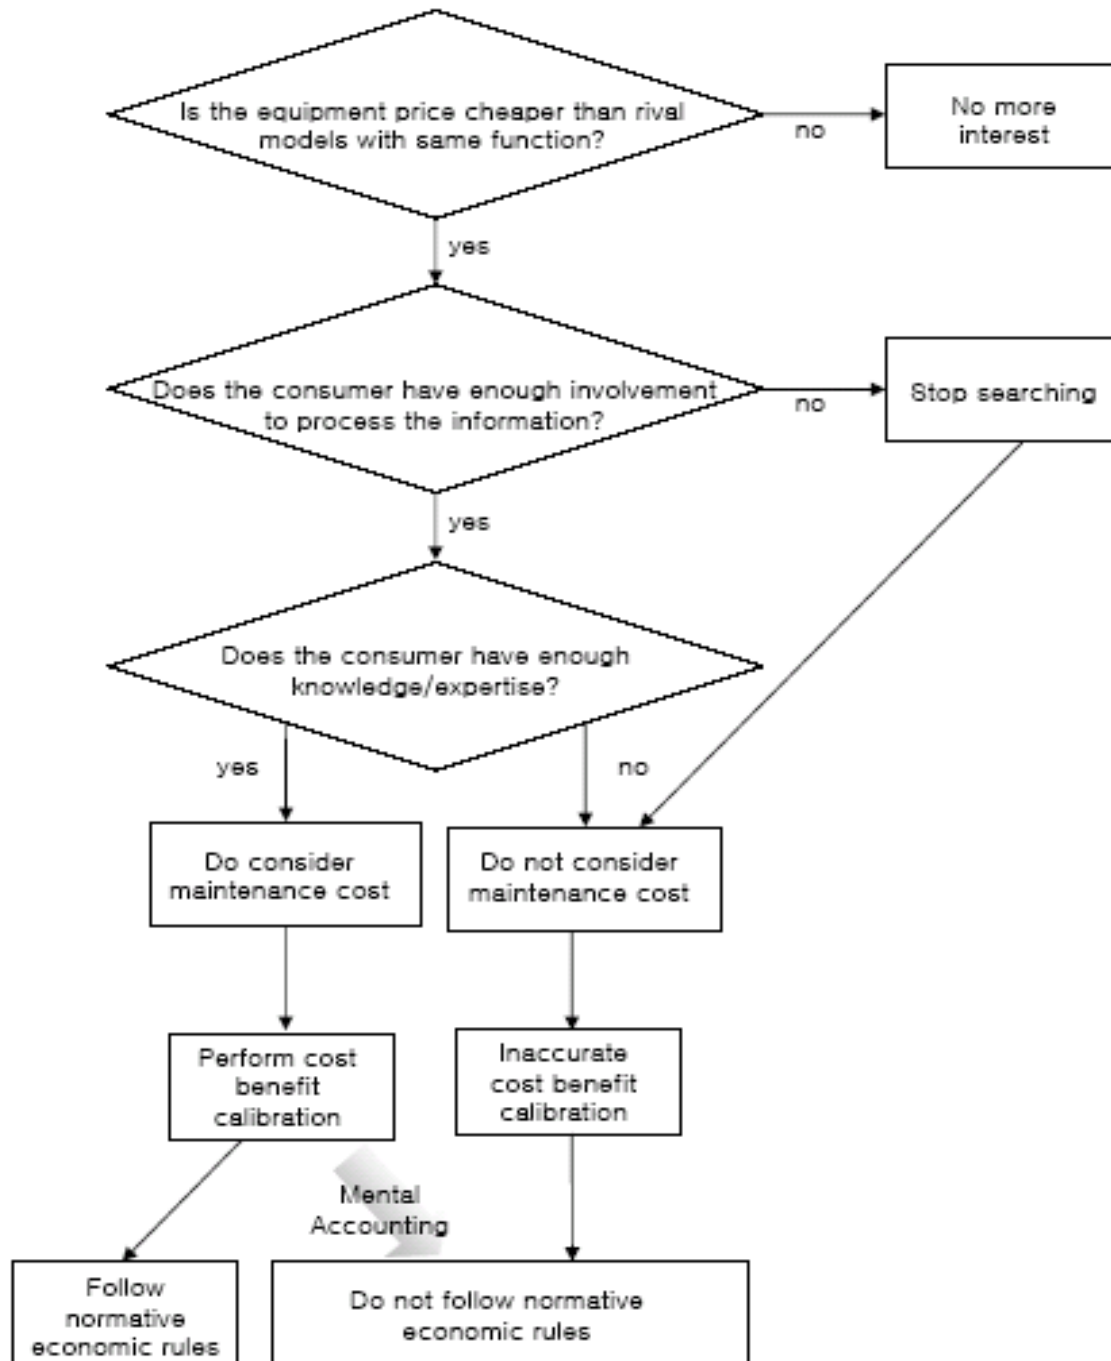 Is the equipment price cheaper than rival
models with same function?
no
No more
interest
yes
Does the consumer have enough involvement
to process the information?
no
Stop searching
yes
Does the consumer have enough
knowledge/expertise?
yes
no
Do consider
maintenance cost
Do not consider
maintenance cost
Perform cost
benefit
calibration
Inaccurate
cost benefit
calibration
Mental
Accounting
Follow
normative
economic rules
Do not follow normative
economic rules